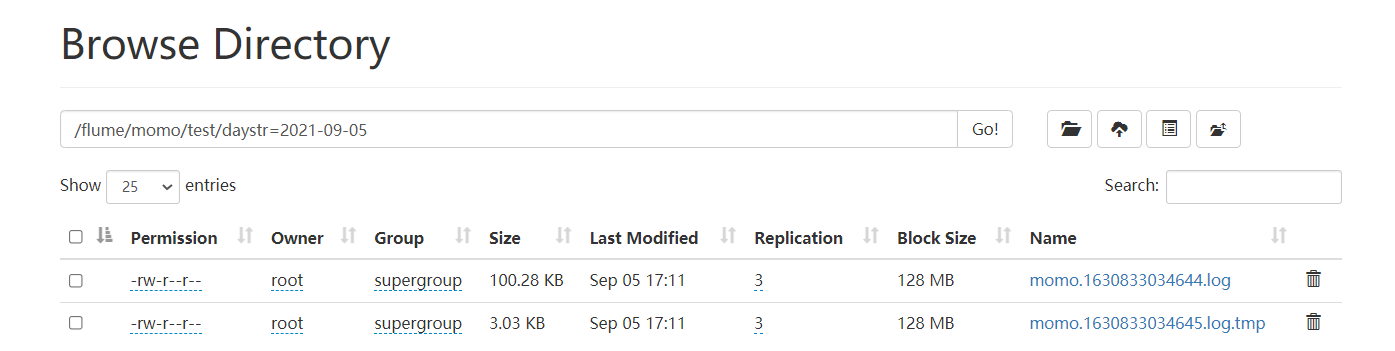 Browse Directory
/flume/momo/test/daystr=2021-09-05 Go!
Show 25 entries Search:
Permission Owner Group Size Last Modified Replication Block Size Name
-rw-r--r-- root supergroup 100.28 KB Sep 05 17:11 3 128 MB momo.1630833034644.log
-rw-r--r-- root supergroup 3.03 KB Sep 05 17:11 3 128 MB momo.1630833034645.log.tmp